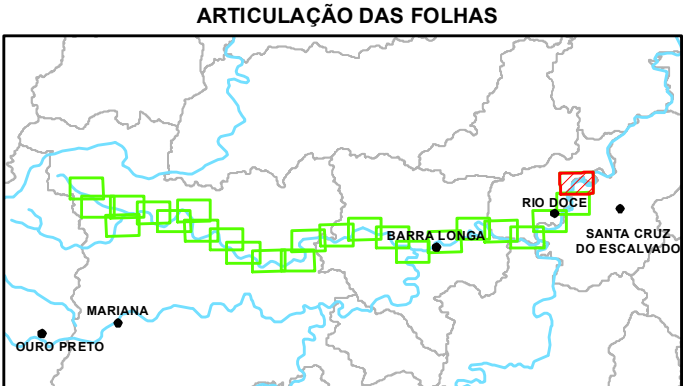 ARTICULAÇÃO DAS FOLHAS
RIO DOCE
SANTA CRUZ
DO ESCALVADO
BARRA LONGA
MARIANA
OURO PRETO